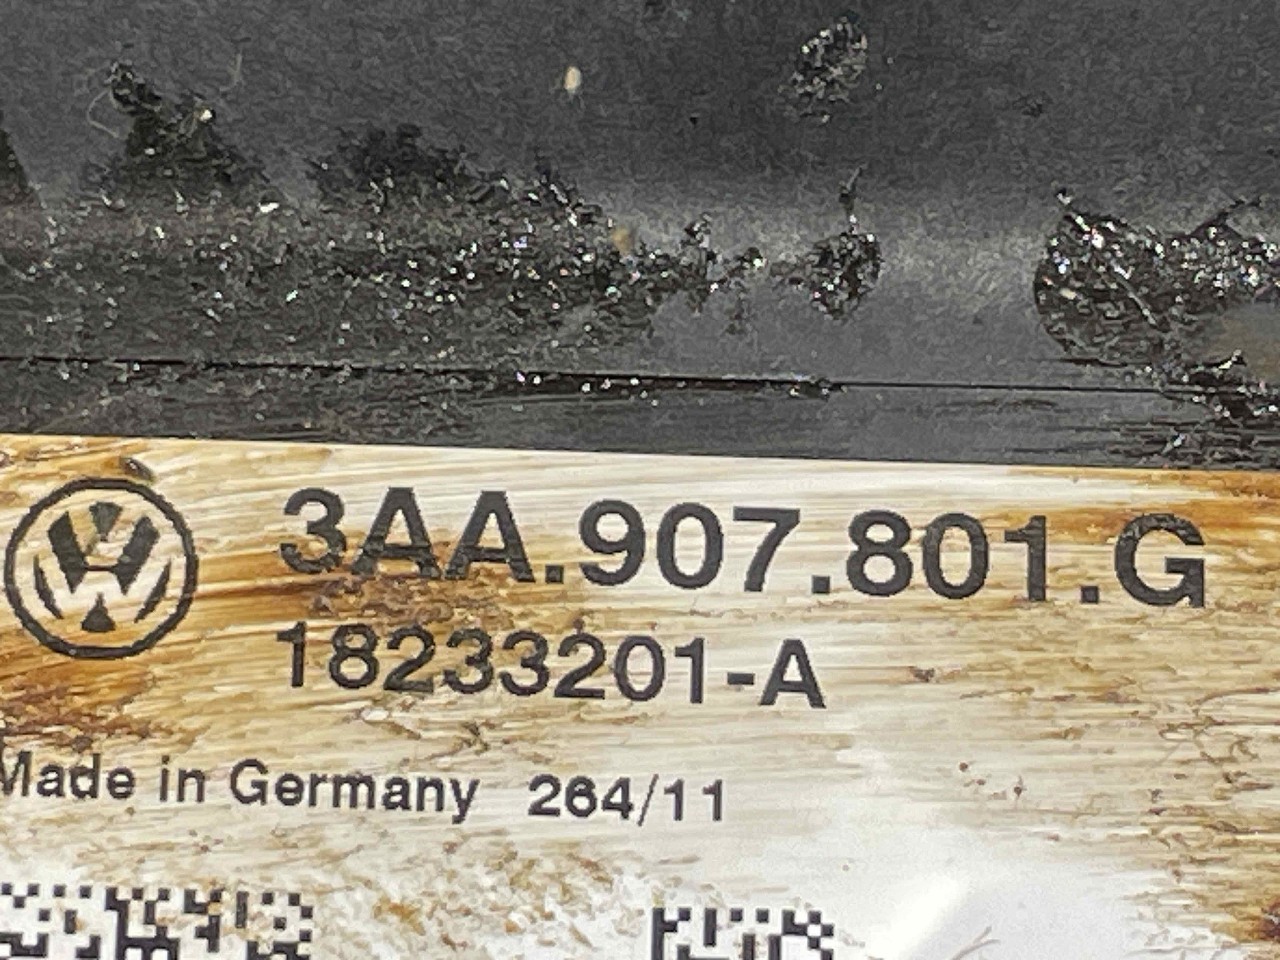 3AA.907.801.G
18233201-A
Made in Germany 264/11